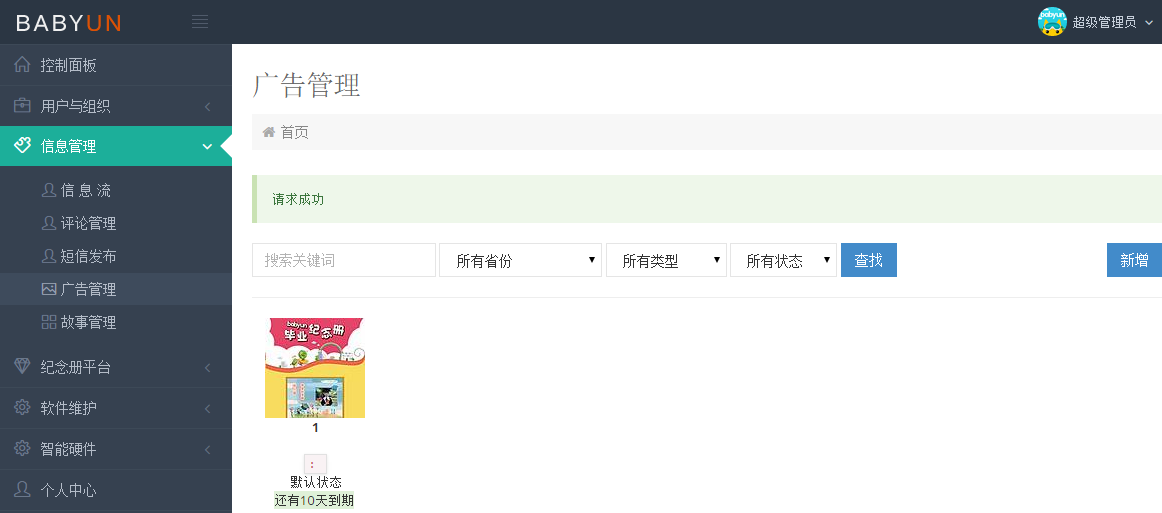 BABYUN
超级管理员
控制面板
用户与组织
信息管理
信 息 流
评论管理
短信发布
广告管理
故事管理
纪念册平台
软件维护
智能硬件
个人中心
广告管理
首页
请求成功
搜索关键词 所有省份 所有类型 所有状态 查找 新增
babyun
毕业纪念册
1
:
默认状态
还有10天到期